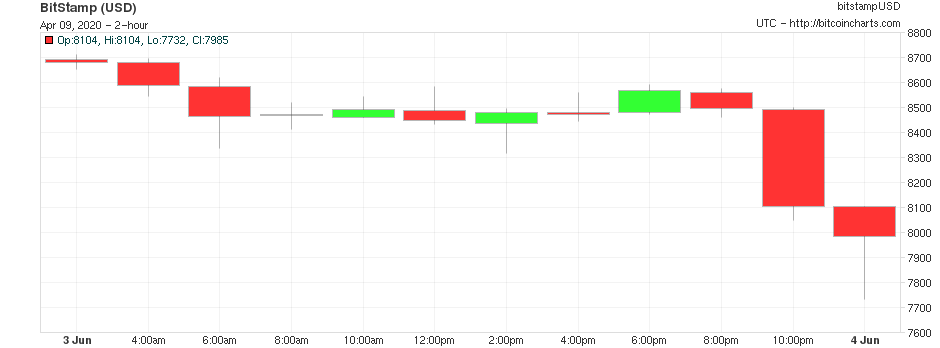 BitStamp (USD)
bitstampUSD
Apr 09, 2020 - 2-hour
UTC - http://bitcoincharts.com
Op:8104, Hi:8104, Lo:7732, Cl:7985
8800
8700
8600
8500
8400
8300
8200
8100
8000
7900
7800
7700
7600
3 Jun 4:00am 6:00am 8:00am 10:00am 12:00pm 2:00pm 4:00pm 6:00pm 8:00pm 10:00pm 4 Jun